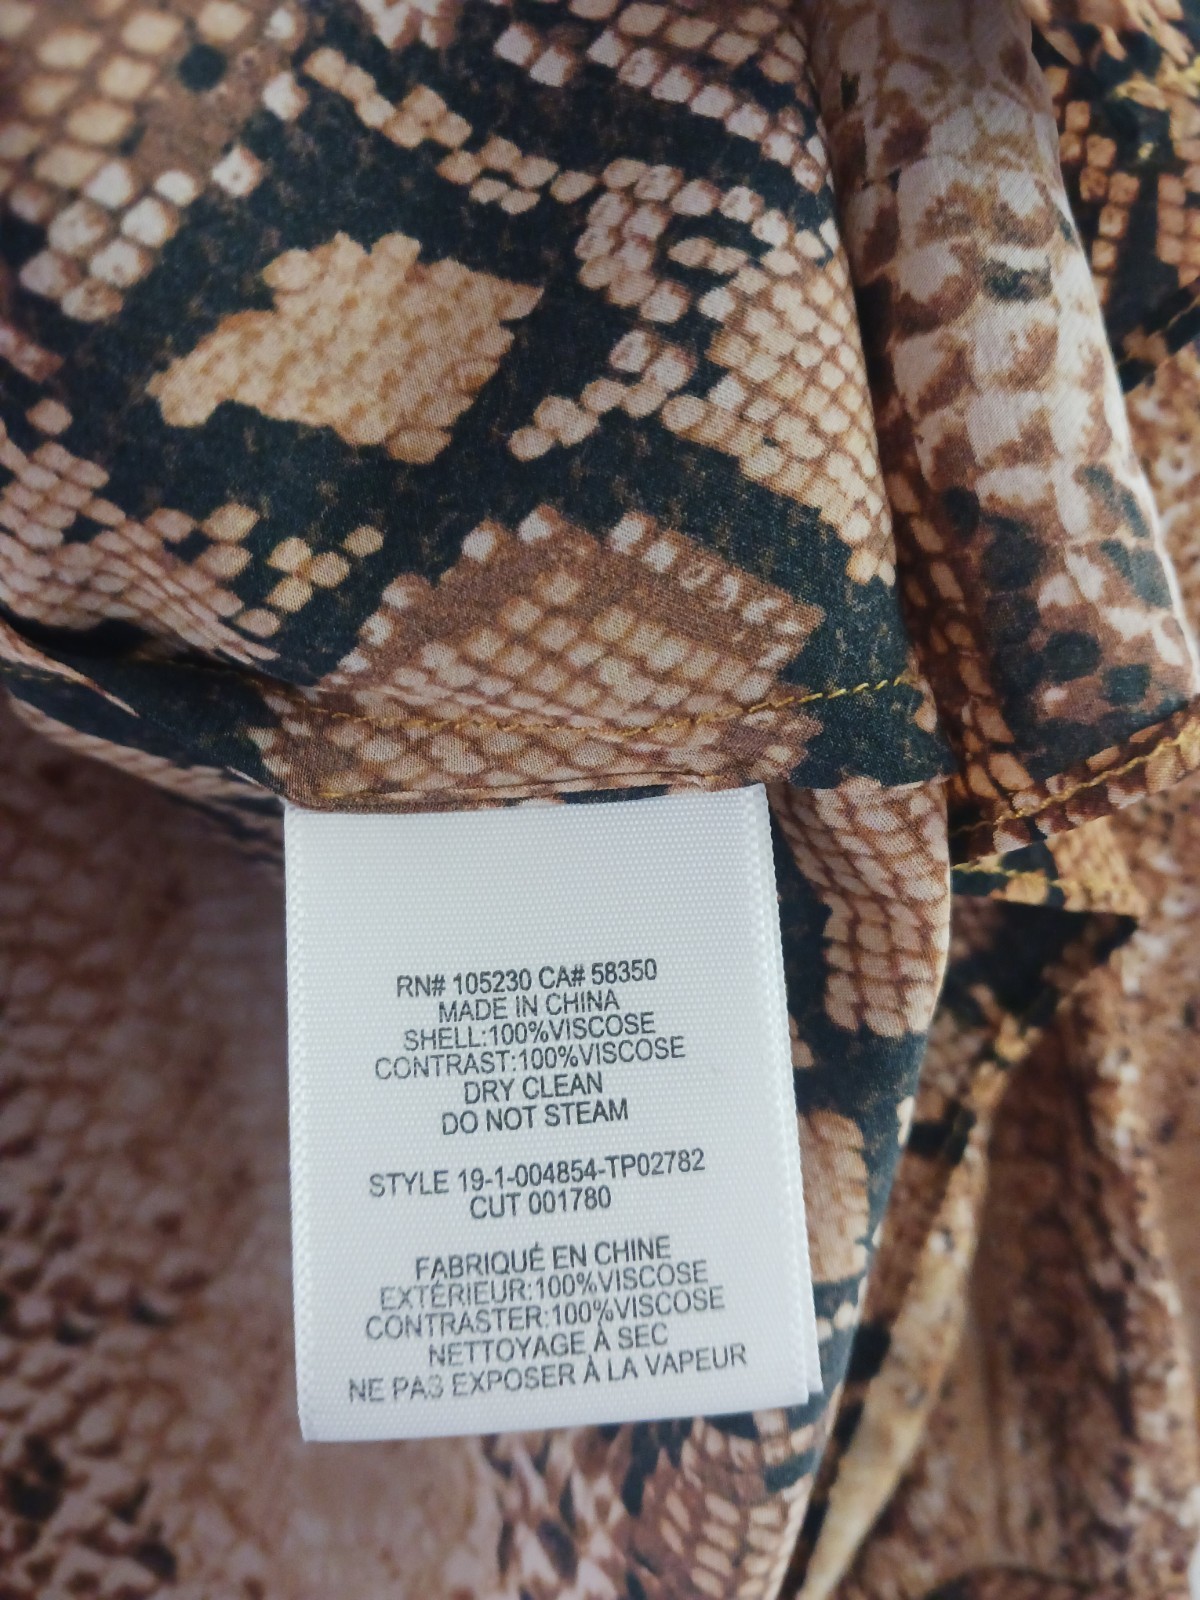 RN# 105230 CA# 58350
MADE IN CHINA
SHELL:100%VISCOSE
CONTRAST:100%VISCOSE
DRY CLEAN
DO NOT STEAM
STYLE 19-1-004854-TP02782
CUT 001780
FABRIQUÉ EN CHINE
EXTÉRIEUR:100%VISCOSE
CONTRASTER:100%VISCOSE
NETTOYAGE À SEC
NE PAS EXPOSER À LA VAPEUR